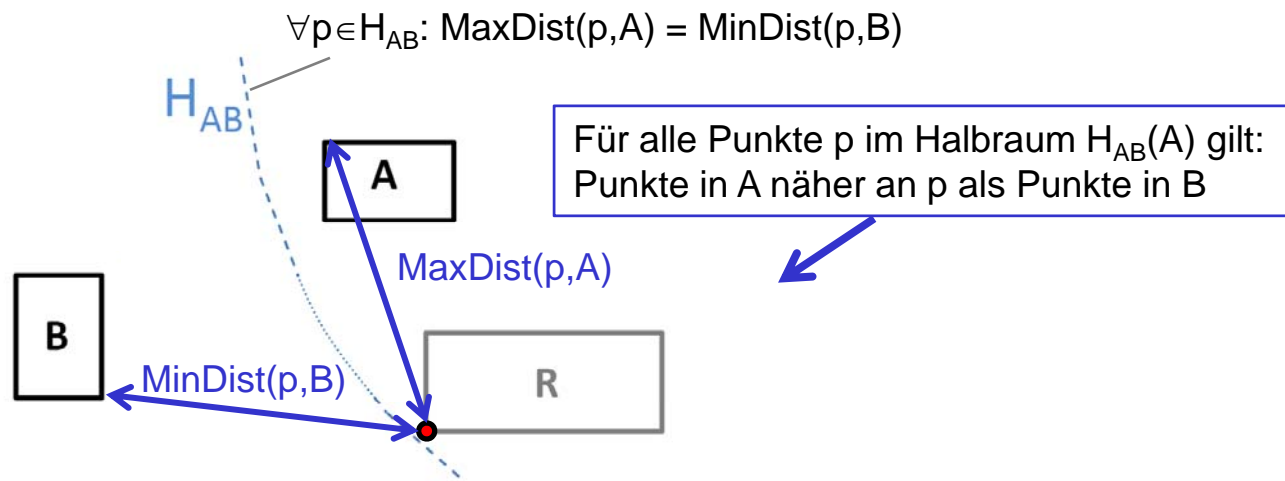 ∀p∈H_AB: MaxDist(p,A) = MinDist(p,B)
H_AB
Für alle Punkte p im Halbraum H_AB(A) gilt:
Punkte in A näher an p als Punkte in B
A
MaxDist(p,A)
B
MinDist(p,B)
R